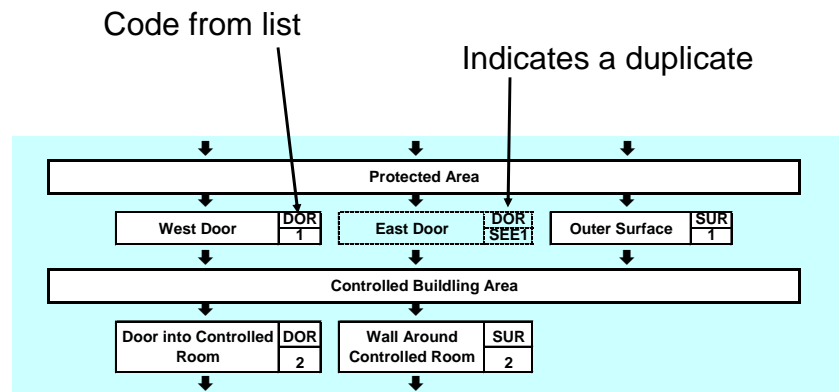 Code from list
Indicates a duplicate
Protected Area
West Door
DOR
1
East Door
DOR
SEE1
Outer Surface
SUR
1
Controlled Buildling Area
Door into Controlled
Room
DOR
2
Wall Around
Controlled Room
SUR
2